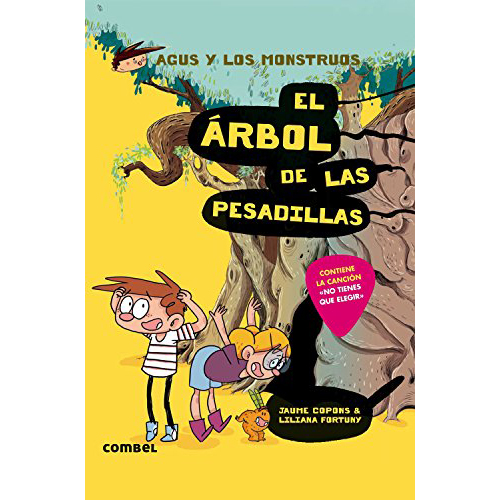 AGUS Y LOS MONSTRUOS
EL
ÁRBOL
DE LAS
PESADILLAS
CONTIENE
LA CANCIÓN
«NO TIENES
QUE ELEGIR»
JAUME COPONS &
LILIANA FORTUNY
COMBEL